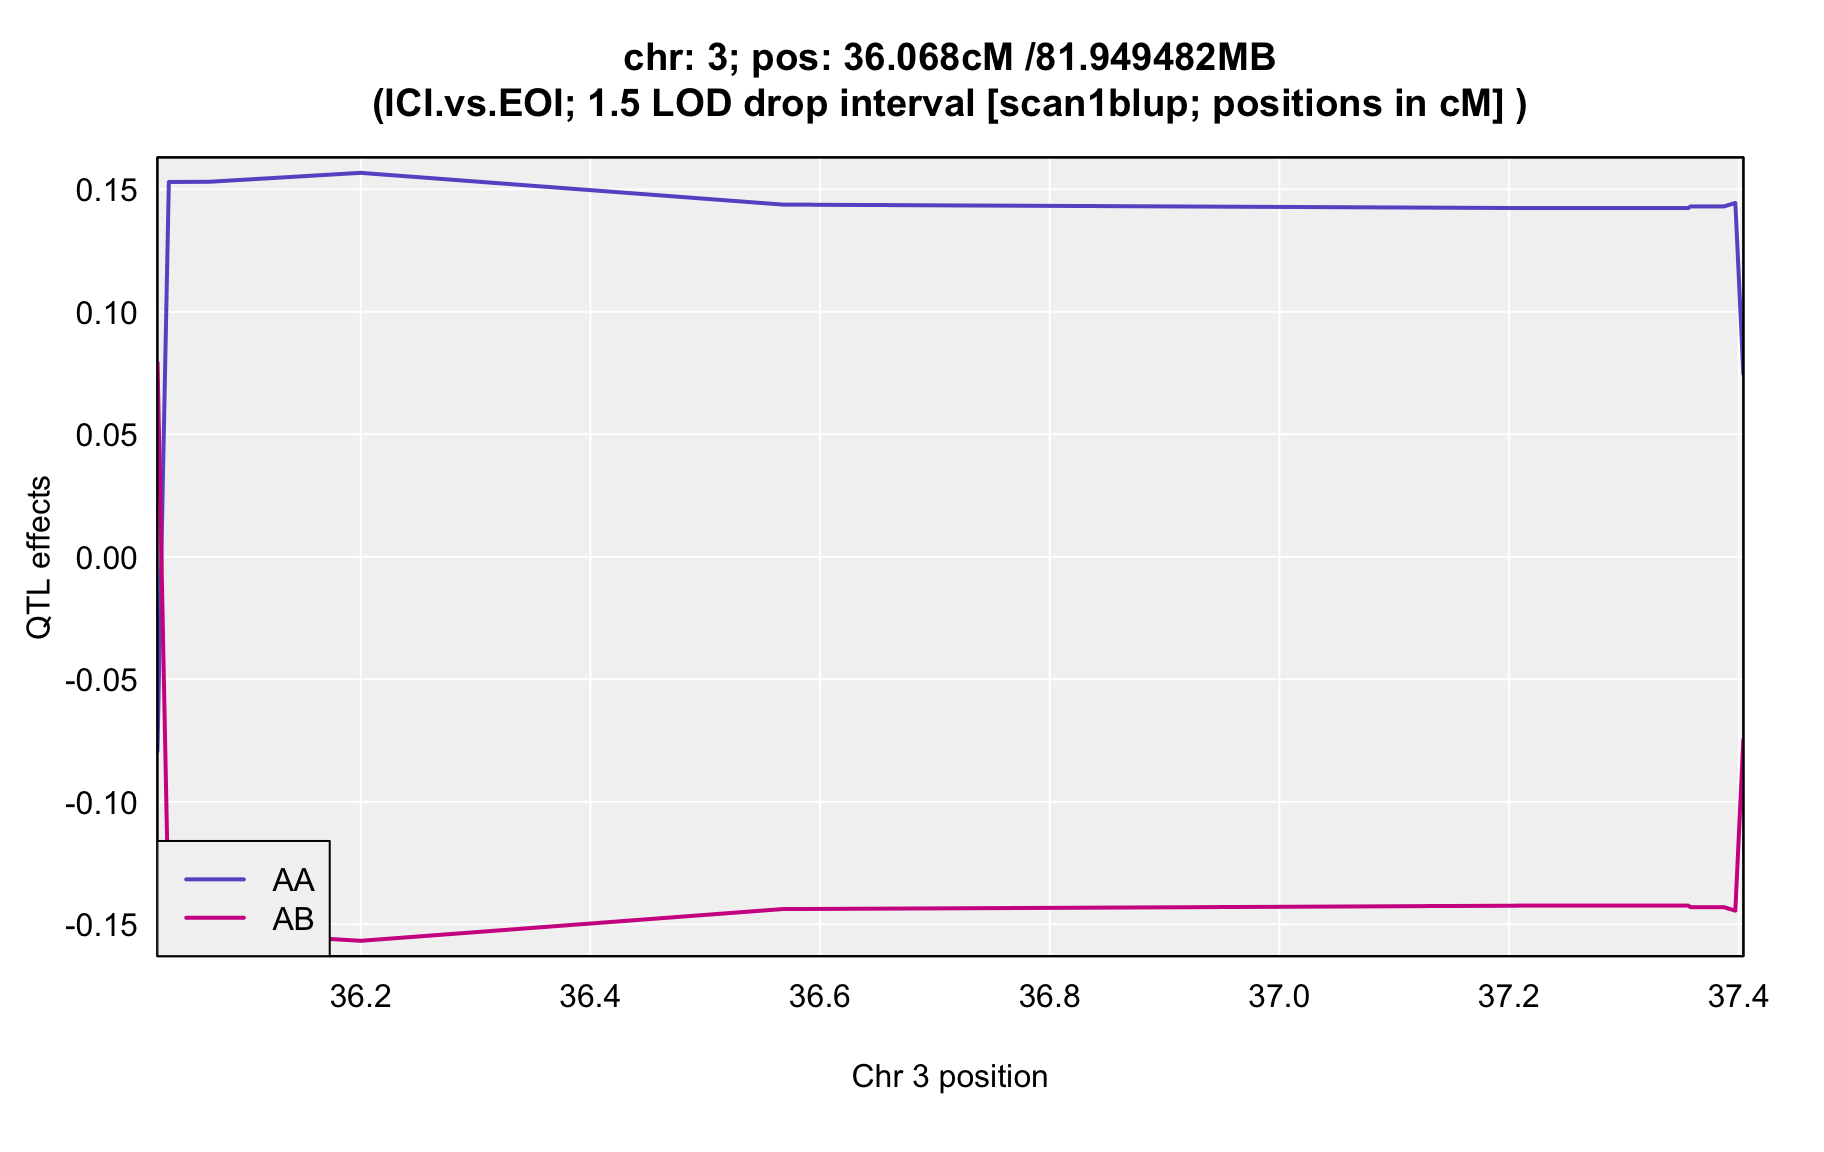 chr: 3; pos: 36.068cM /81.949482MB
(ICI.vs.EOI; 1.5 LOD drop interval [scan1blup; positions in cM] )
0.15
0.10
0.05
0.00
-0.05
-0.10
-0.15
QTL effects
AA
AB
36.2 36.4 36.6 36.8 37.0 37.2 37.4
Chr 3 position